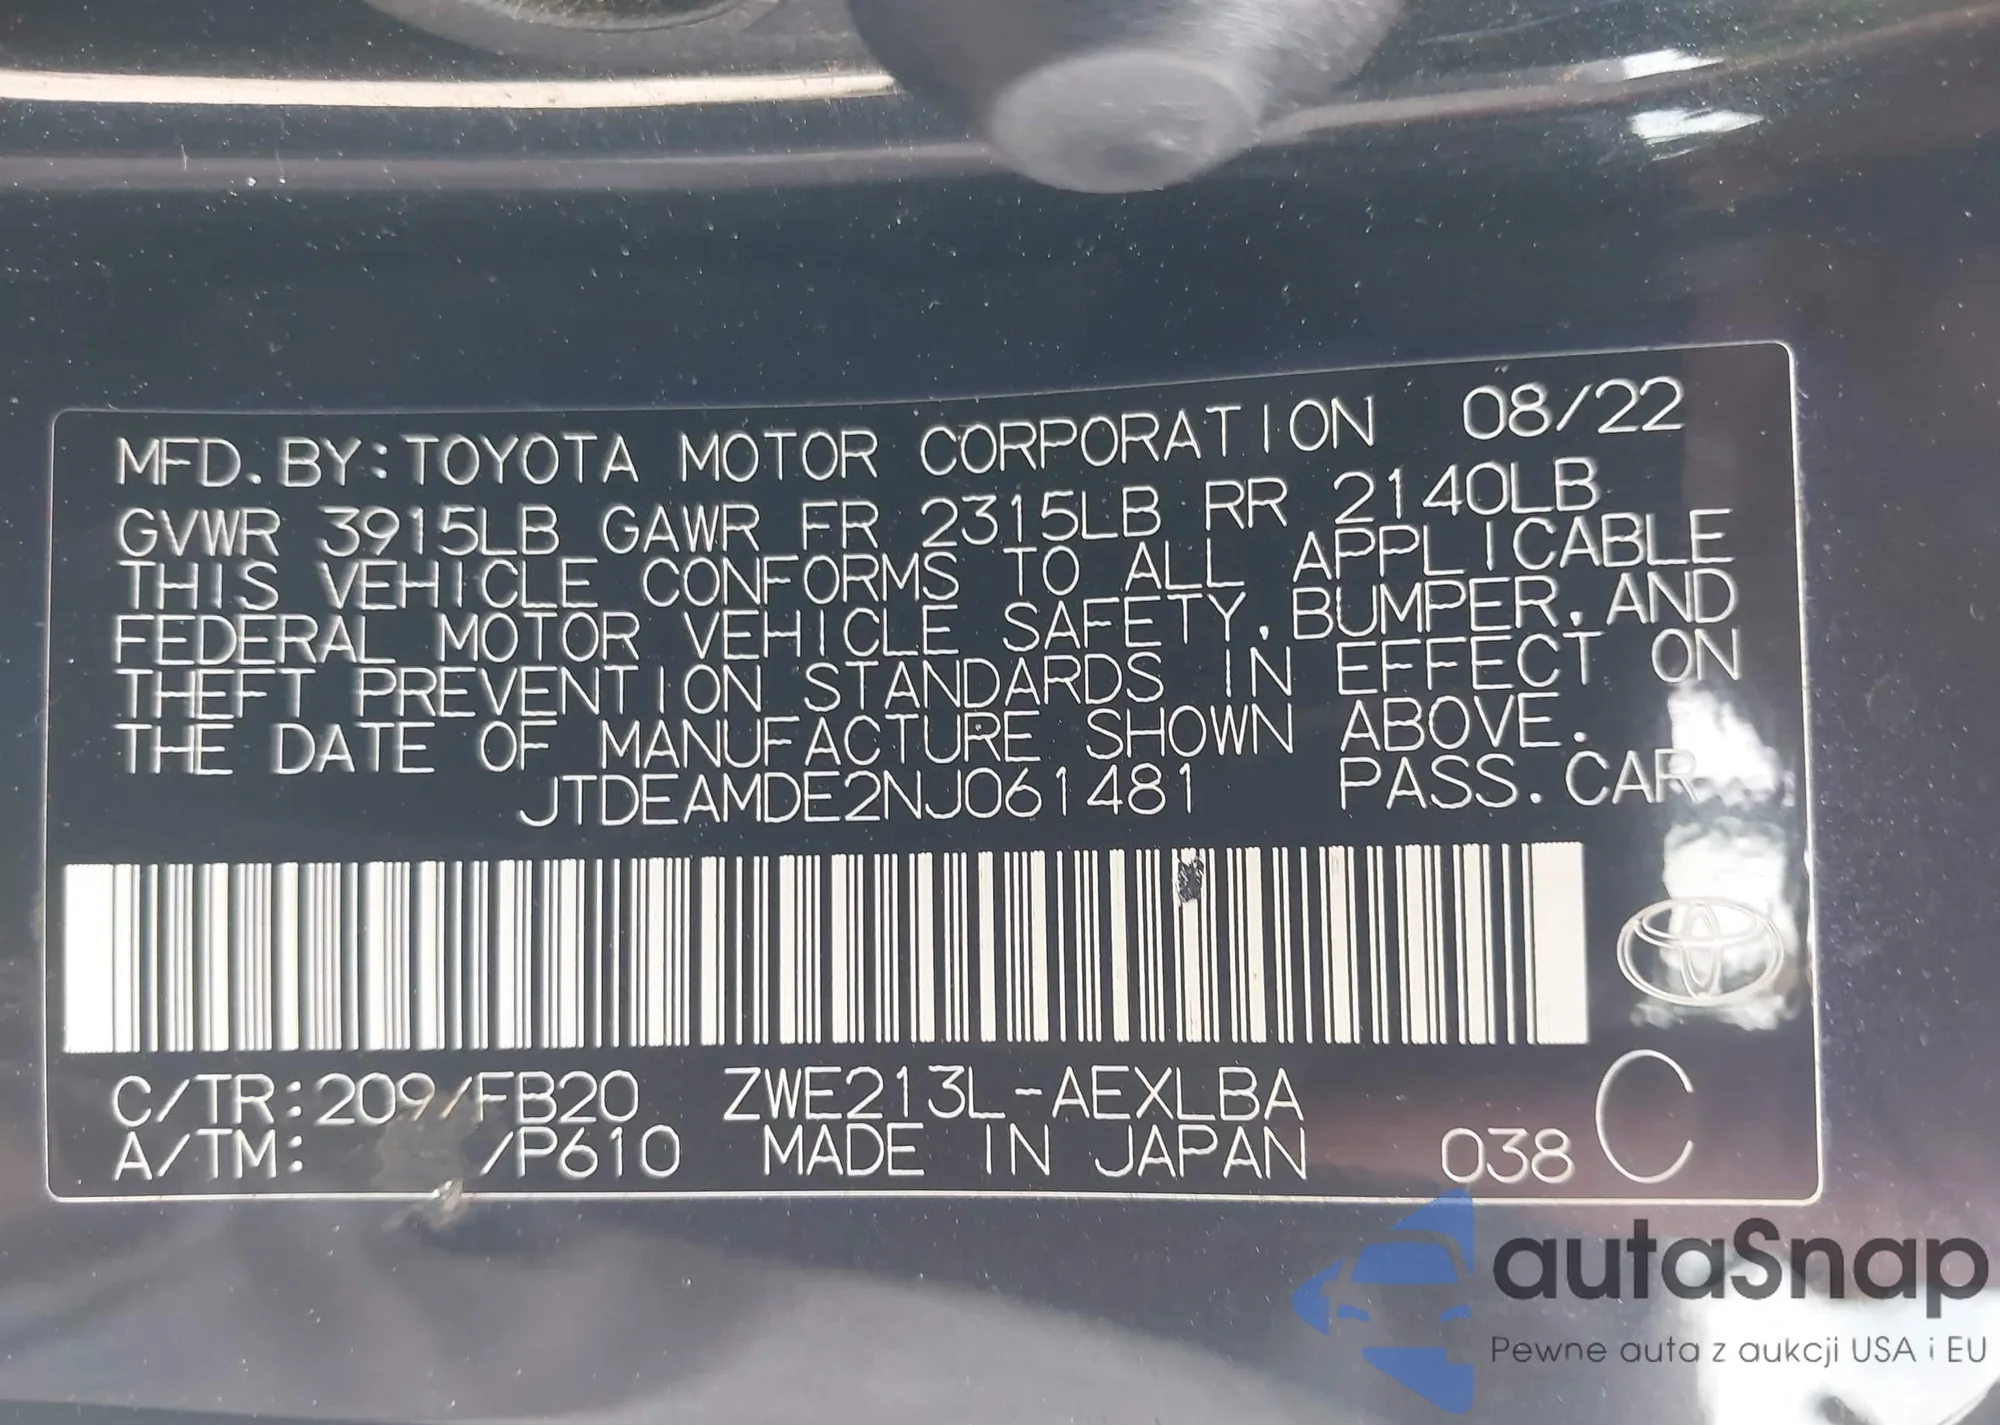 MFD. BY: TOYOTA MOTOR CORPORATION 08/22
GVWR 3915LB GAWR FR 2315LB RR 2140LB
THIS VEHICLE CONFORMS TO ALL APPLICABLE
FEDERAL MOTOR VEHICLE SAFETY, BUMPER, AND
THEFT PREVENTION STANDARDS IN EFFECT ON
THE DATE OF MANUFACTURE SHOWN ABOVE.
JTDEAMDE2NJ061481 PASS. CAR
C/TR: 209/FB20 ZWE213L-AEXLBA
A/TM: /P610 MADE IN JAPAN 038 C
autaSnap
Pewne auta z aukcji USA i EU